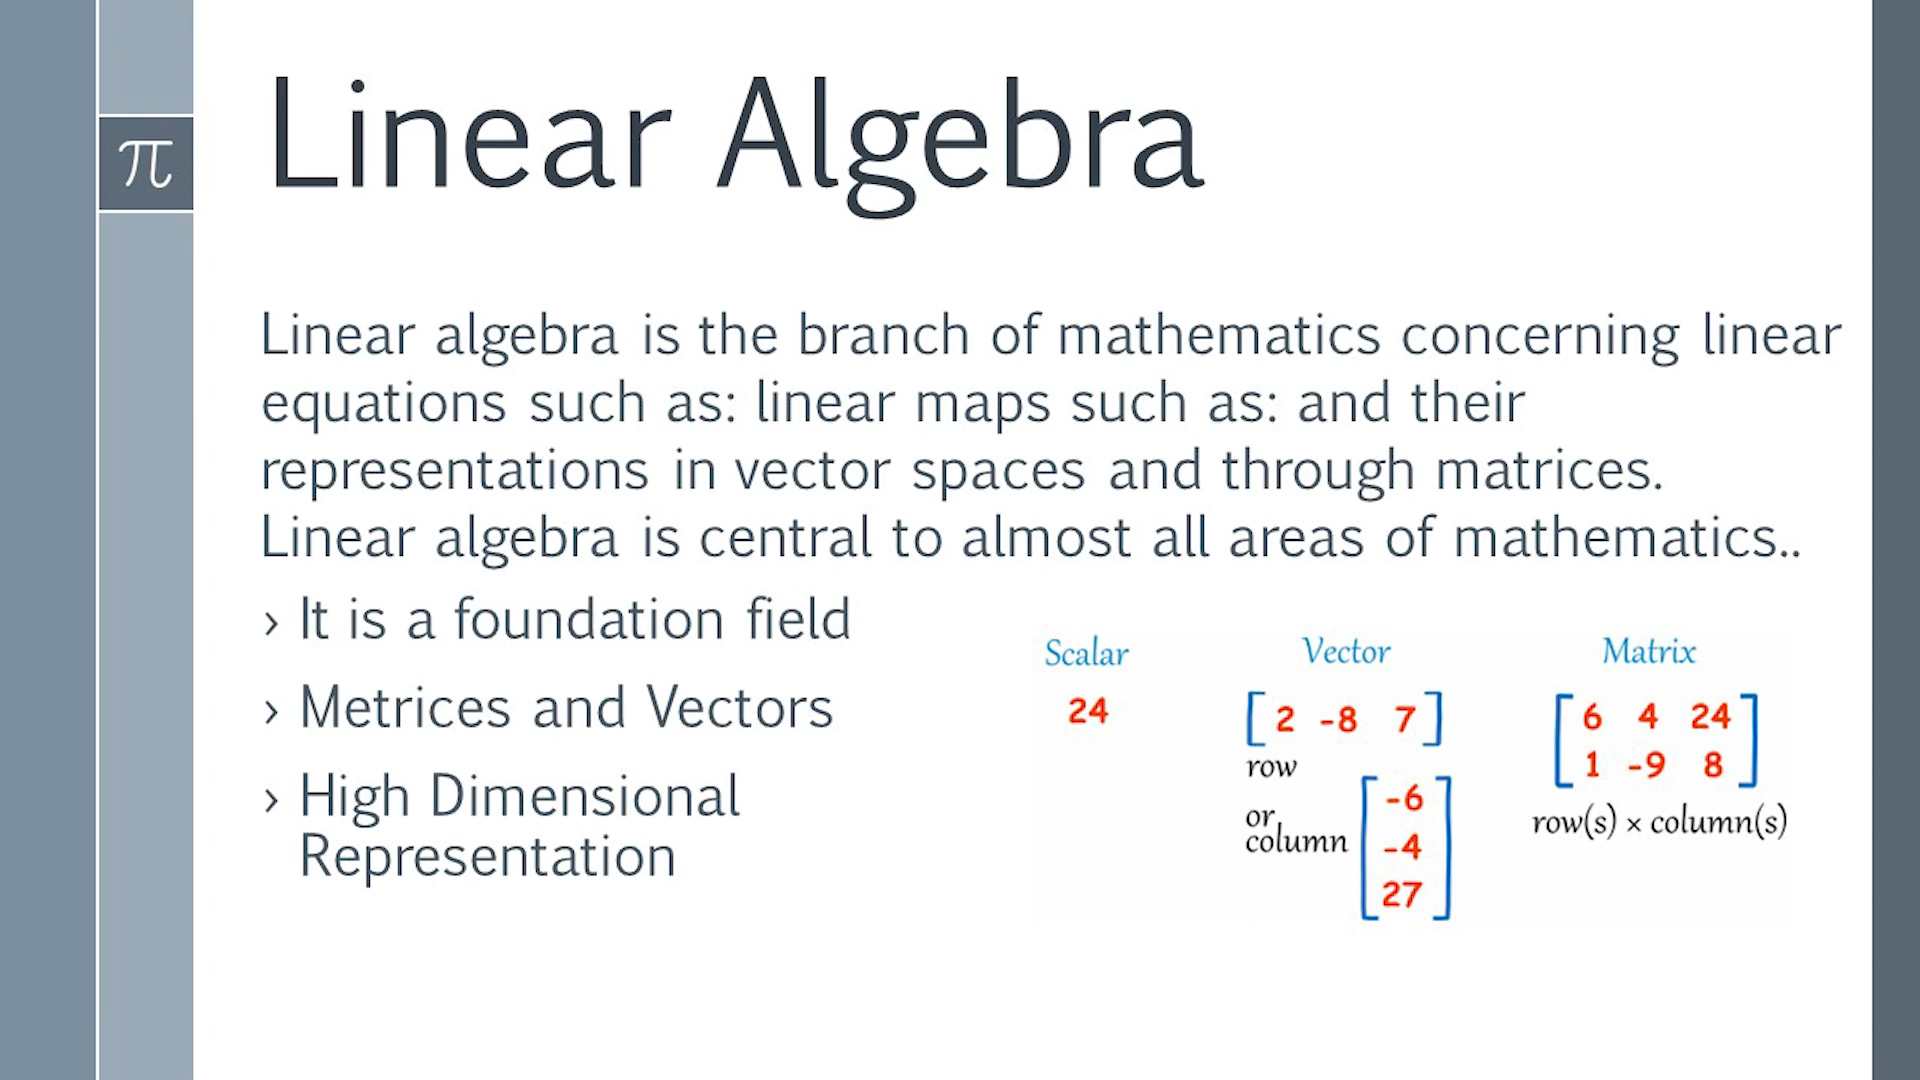 π
Linear Algebra
Linear algebra is the branch of mathematics concerning linear
equations such as: linear maps such as: and their
representations in vector spaces and through matrices.
Linear algebra is central to almost all areas of mathematics..
› It is a foundation field
› Metrices and Vectors
› High Dimensional
Representation
Scalar
24
Vector
[ 2 -8 7 ]
row
or
column
-6
-4
27
Matrix
6 4 24
1 -9 8
row(s) × column(s)